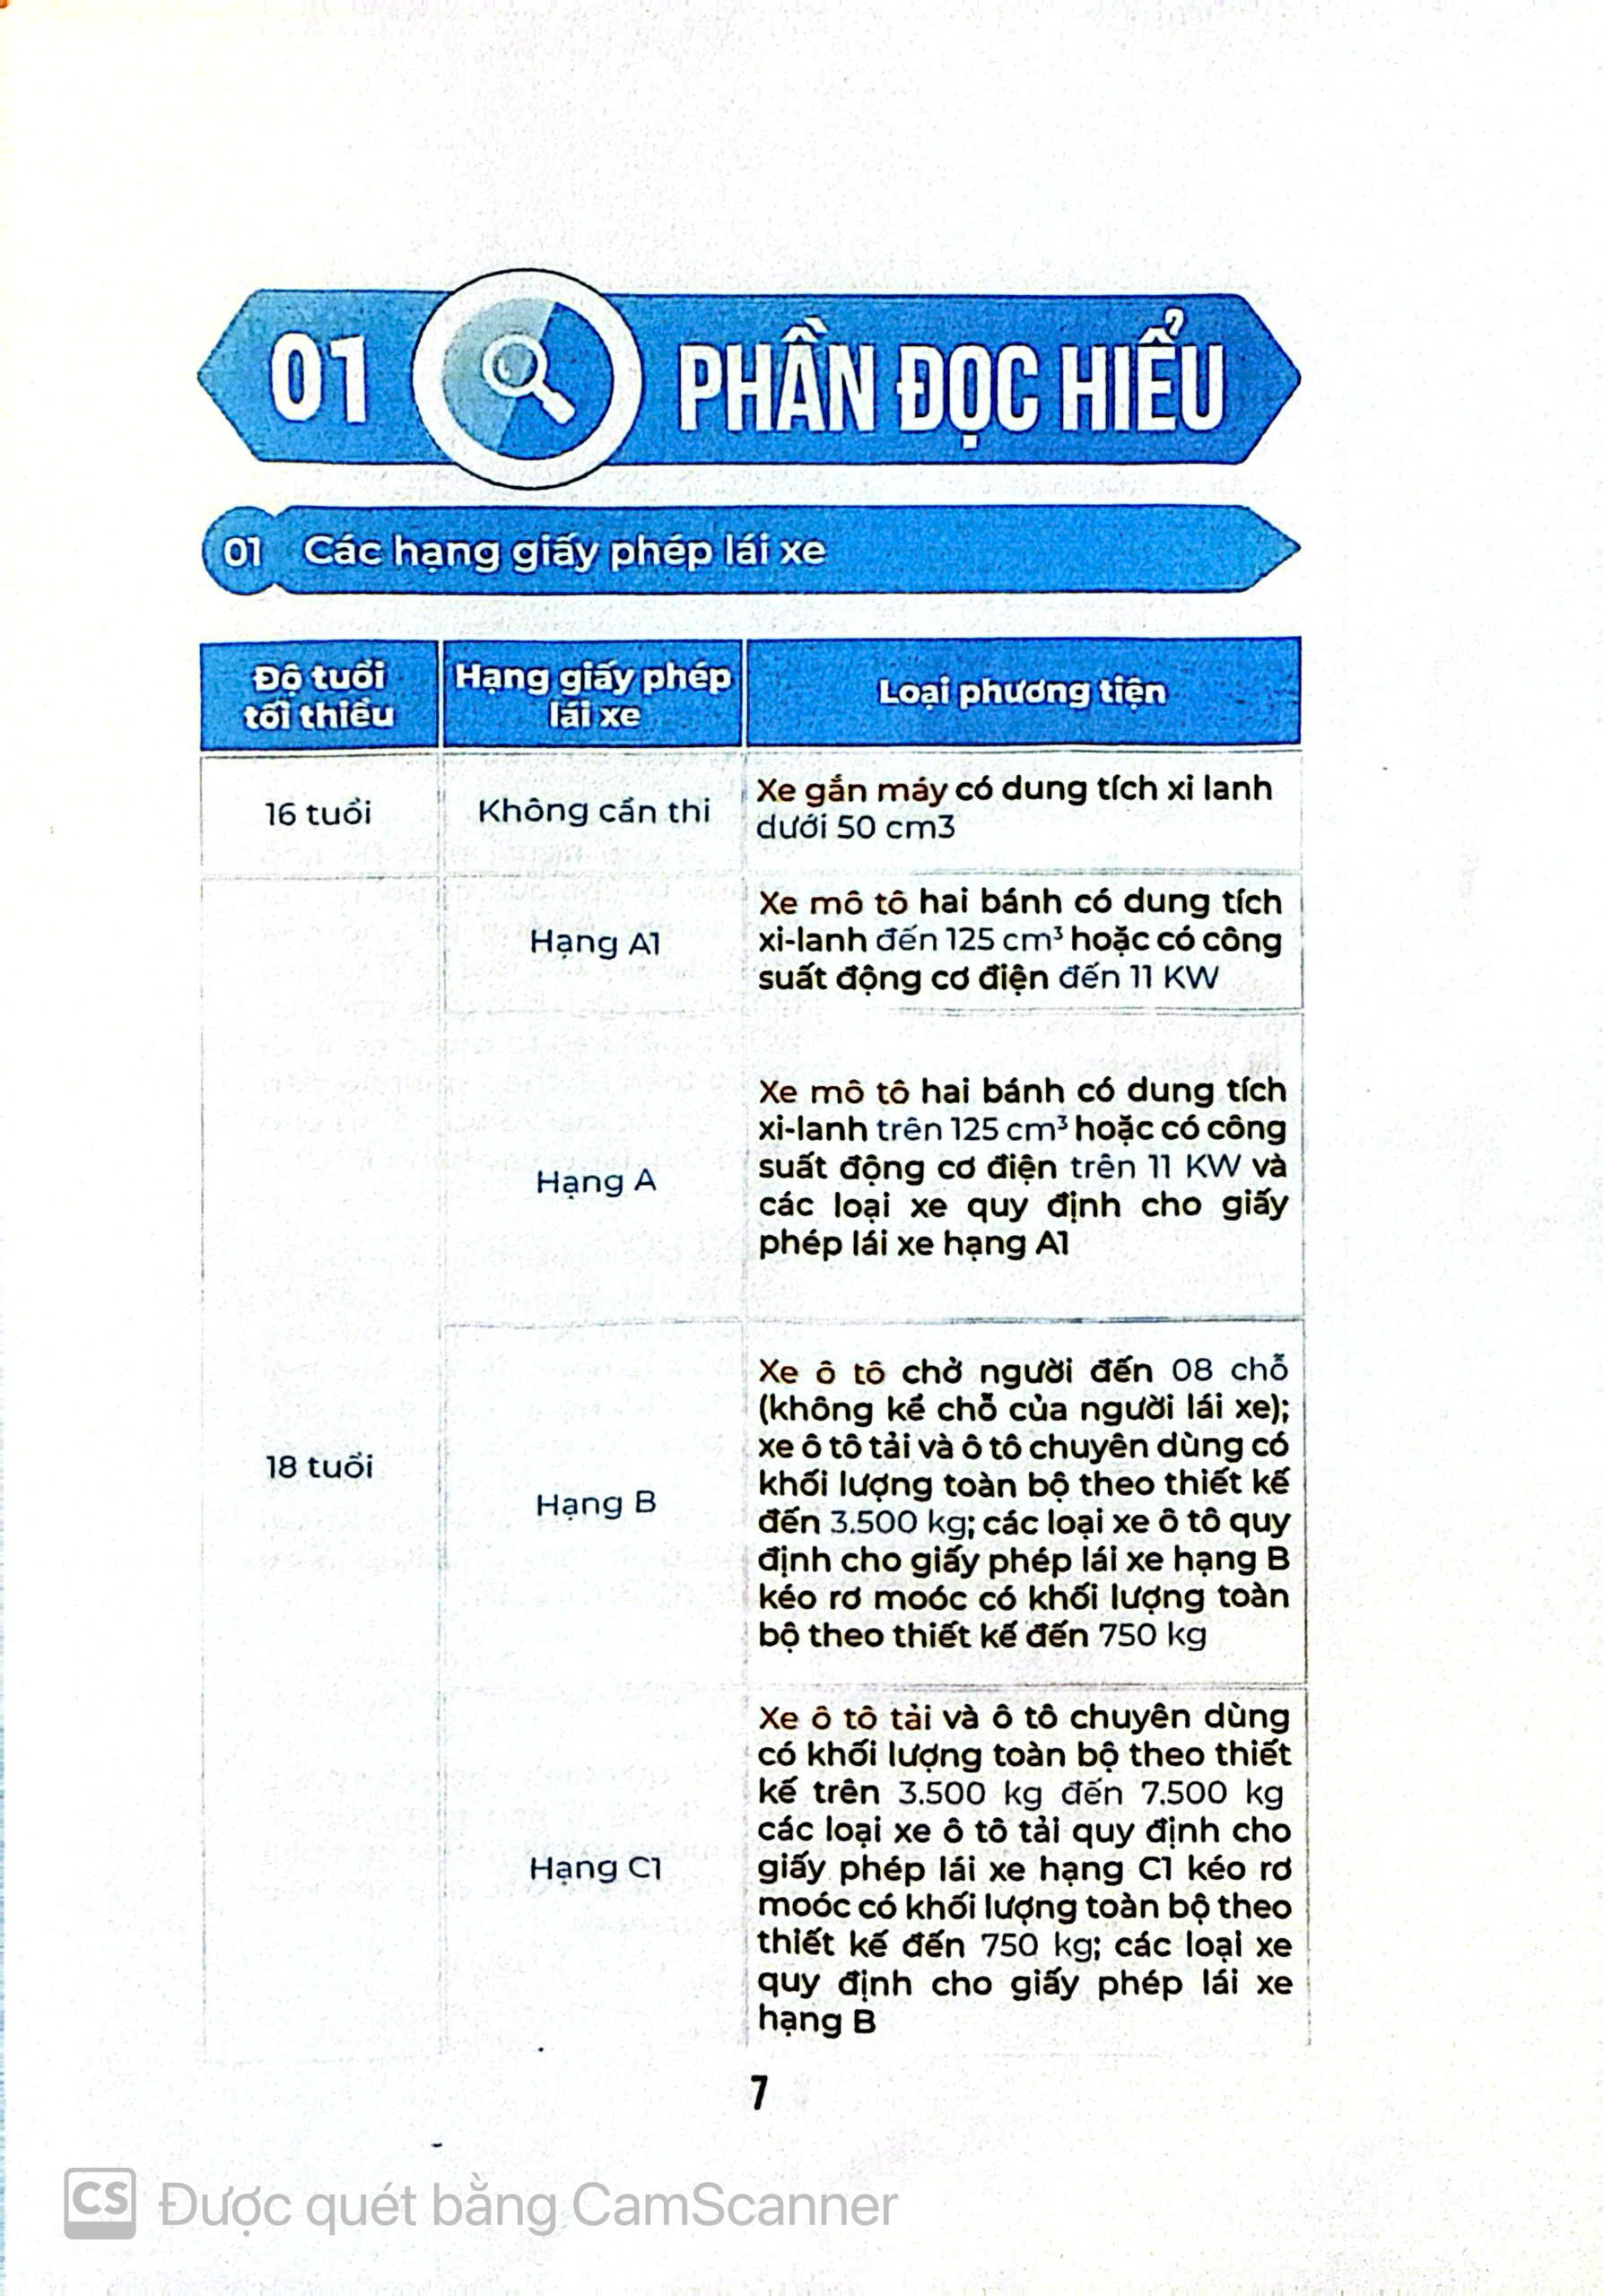 01 PHẦN ĐỌC HIỂU
01 Các hạng giấy phép lái xe
Độ tuổi
tối thiểu
Hạng giấy phép
lái xe
Loại phương tiện
16 tuổi
Không cần thi
Xe gắn máy có dung tích xi lanh
dưới 50 cm3
18 tuổi
Hạng A1
Xe mô tô hai bánh có dung tích
xi-lanh đến 125 cm³ hoặc có công
suất động cơ điện đến 11 KW
Hạng A
Xe mô tô hai bánh có dung tích
xi-lanh trên 125 cm³ hoặc có công
suất động cơ điện trên 11 KW và
các loại xe quy định cho giấy
phép lái xe hạng A1
Hạng B
Xe ô tô chở người đến 08 chỗ
(không kể chỗ của người lái xe);
xe ô tô tải và ô tô chuyên dùng có
khối lượng toàn bộ theo thiết kế
đến 3.500 kg; các loại xe ô tô quy
định cho giấy phép lái xe hạng B
kéo rơ moóc có khối lượng toàn
bộ theo thiết kế đến 750 kg
Hạng C1
Xe ô tô tải và ô tô chuyên dùng
có khối lượng toàn bộ theo thiết
kế trên 3.500 kg đến 7.500 kg
các loại xe ô tô tải quy định cho
giấy phép lái xe hạng C1 kéo rơ
moóc có khối lượng toàn bộ theo
thiết kế đến 750 kg; các loại xe
quy định cho giấy phép lái xe
hạng B
7
CS Được quét bằng CamScanner